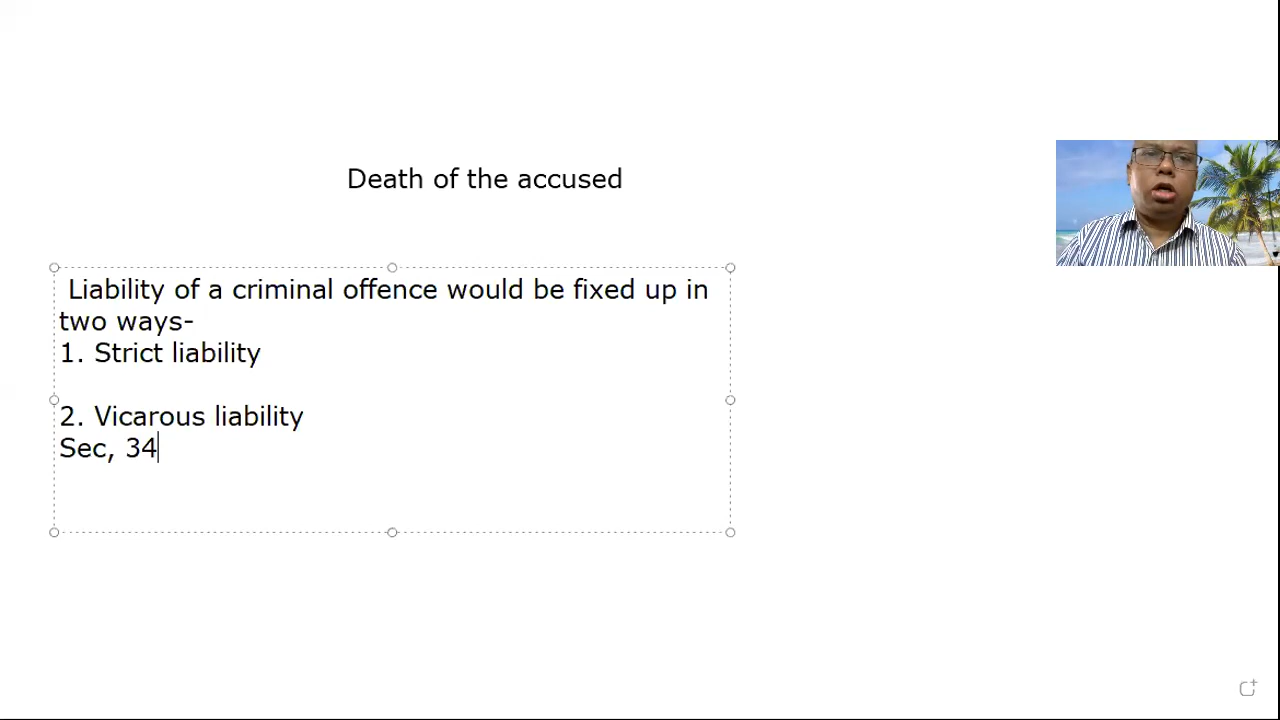 Death of the accused
Liability of a criminal offence would be fixed up in
two ways-
1. Strict liability
2. Vicarous liability
Sec, 34